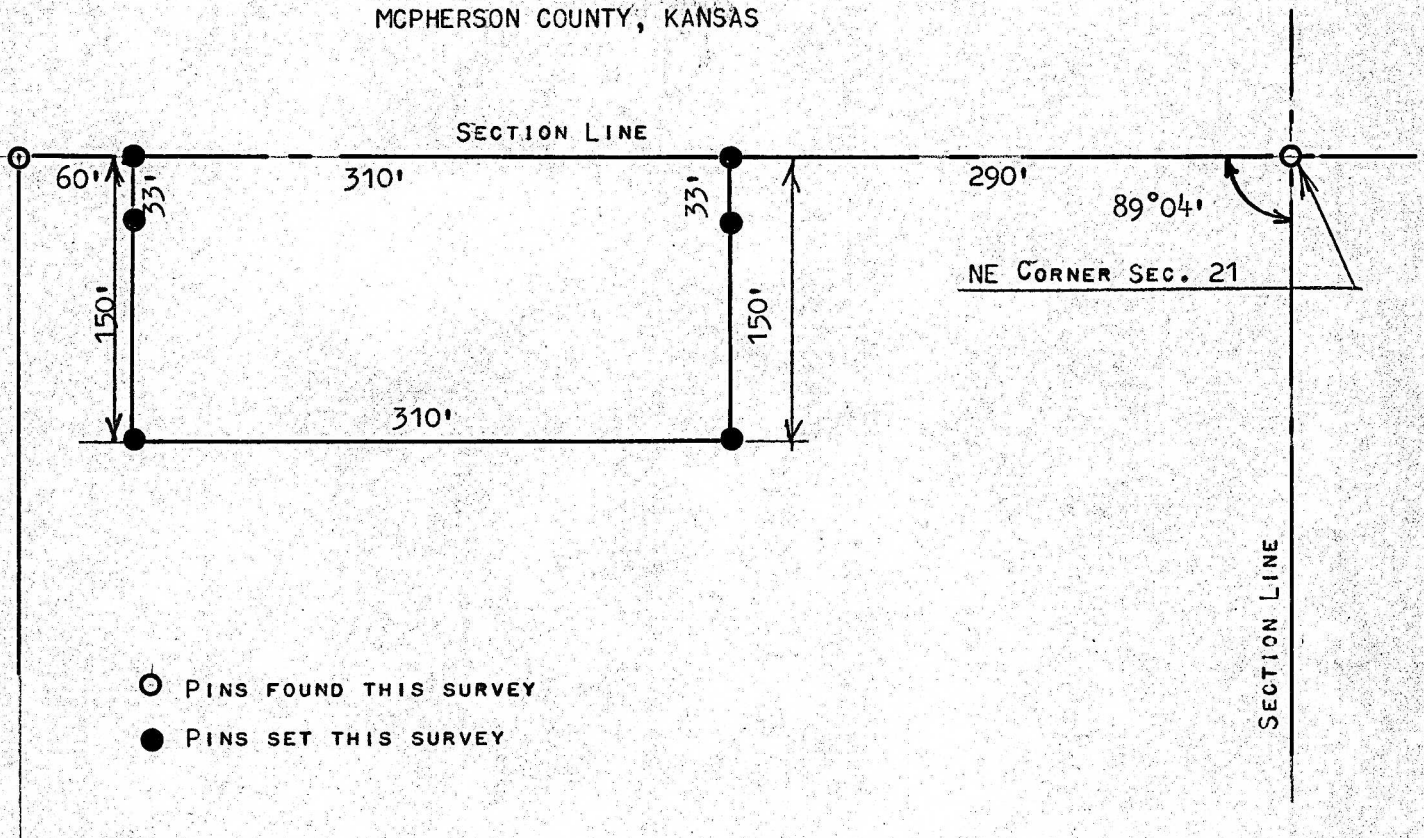 MCPHERSON COUNTY, KANSAS
SECTION LINE
60'
33'
310'
33'
290'
89°04'
NE CORNER SEC. 21
150'
150'
310'
SECTION LINE
PINS FOUND THIS SURVEY
PINS SET THIS SURVEY